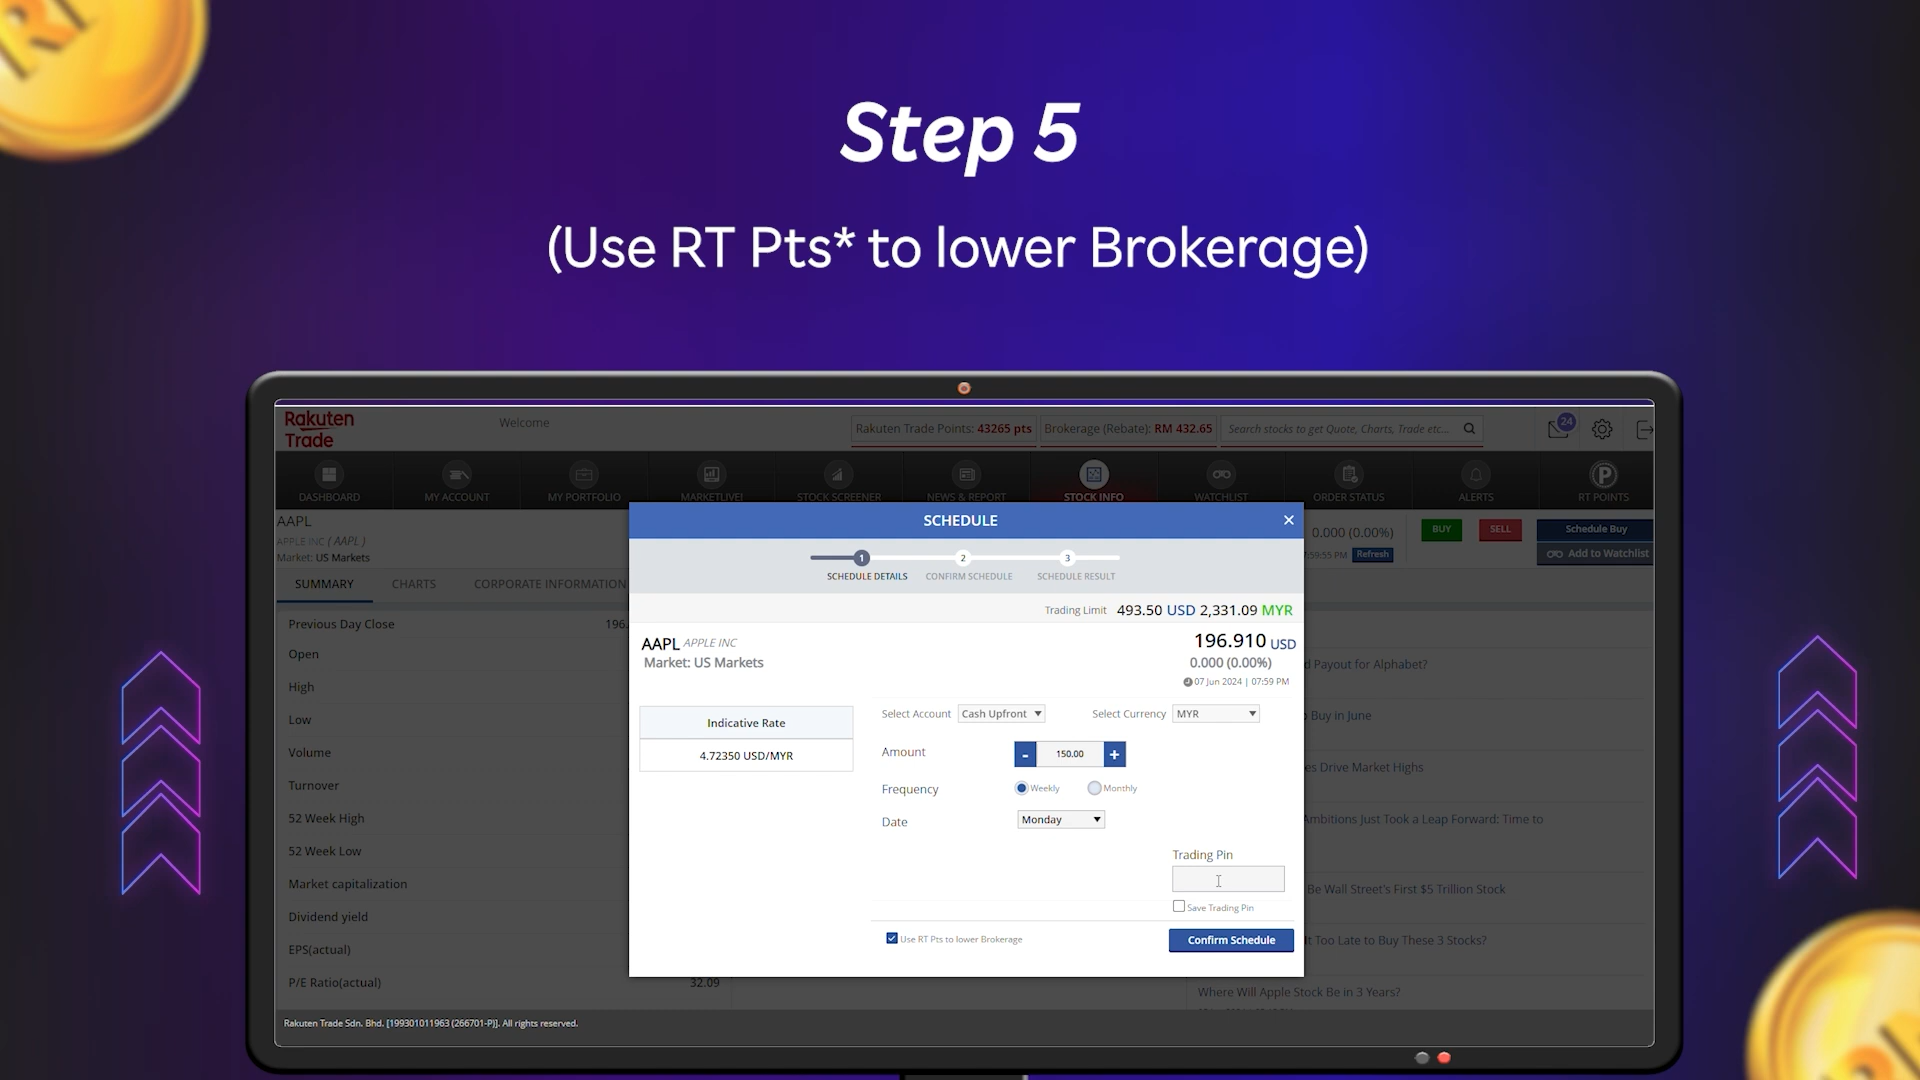 Step 5
(Use RT Pts* to lower Brokerage)
Rakuten Trade
Welcome
Rakuten Trade Points: 43265 pts
Brokerage (Rebate): RM 432.65
Search stocks to get Quote, Charts, Trade etc...
24
DASHBOARD
MY ACCOUNT
MY PORTFOLIO
MARKETLIVE!
STOCK SCREENER
NEWS & REPORT
STOCK INFO
WATCHLIST
ORDER STATUS
ALERTS
RT POINTS
AAPL
APPLE INC ( AAPL )
Market: US Markets
0.000 (0.00%)
:59:55 PM
Refresh
BUY
SELL
Schedule Buy
Add to Watchlist
SUMMARY
CHARTS
CORPORATE INFORMATION
Previous Day Close 196.
Open
High
Low
Volume
Turnover
52 Week High
52 Week Low
Market capitalization
Dividend yield
EPS(actual)
P/E Ratio(actual) 32.09
SCHEDULE
1 2 3
SCHEDULE DETAILS
CONFIRM SCHEDULE
SCHEDULE RESULT
Trading Limit 493.50 USD 2,331.09 MYR
AAPL APPLE INC
Market: US Markets
196.910 USD
0.000 (0.00%)
07 Jun 2024 | 07:59 PM
Indicative Rate
4.72350 USD/MYR
Select Account Cash Upfront
Select Currency MYR
Amount - 150.00 +
Frequency Weekly Monthly
Date Monday
Trading Pin
Save Trading Pin
Use RT Pts to lower Brokerage
Confirm Schedule
Payout for Alphabet?
Buy in June
es Drive Market Highs
Ambitions Just Took a Leap Forward: Time to
Be Wall Street's First $5 Trillion Stock
It Too Late to Buy These 3 Stocks?
Where Will Apple Stock Be in 3 Years?
Rakuten Trade Sdn. Bhd. [199301011963 (266701-P)]. All rights reserved.